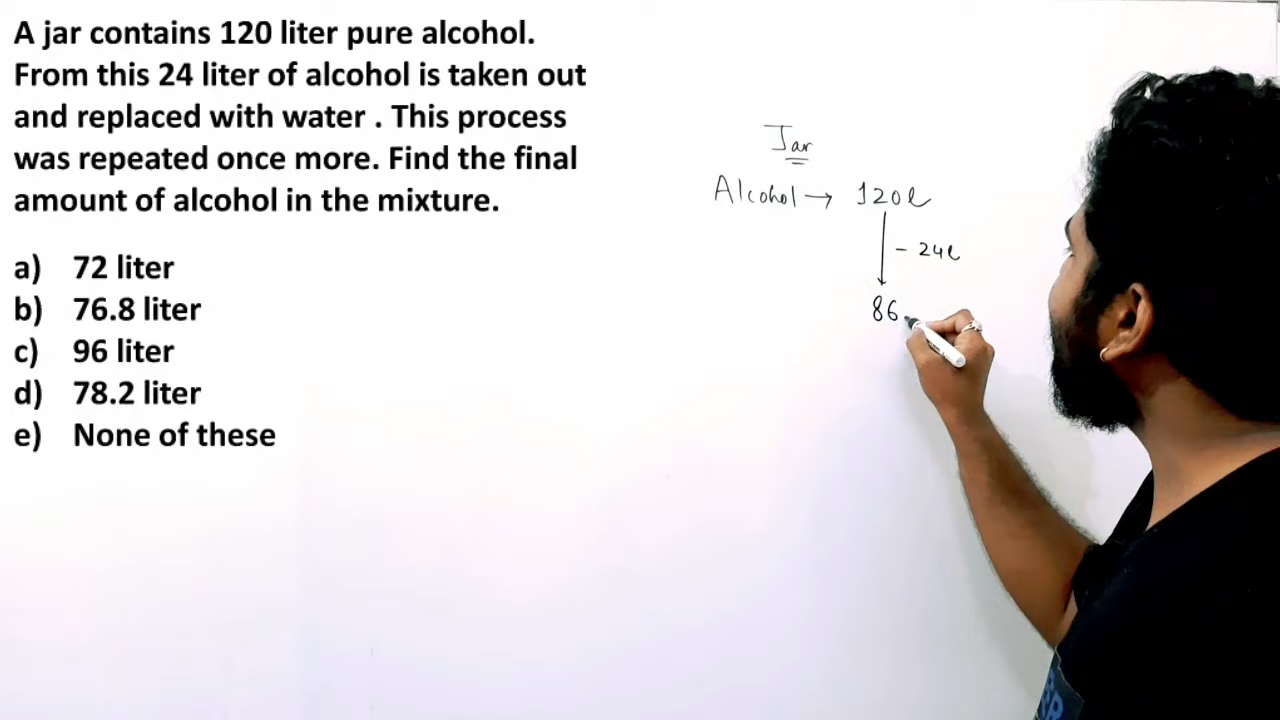 A jar contains 120 liter pure alcohol.
From this 24 liter of alcohol is taken out
and replaced with water . This process
was repeated once more. Find the final
amount of alcohol in the mixture.
a) 72 liter
b) 76.8 liter
c) 96 liter
d) 78.2 liter
e) None of these
Jar
Alcohol → 120l
- 24l
86